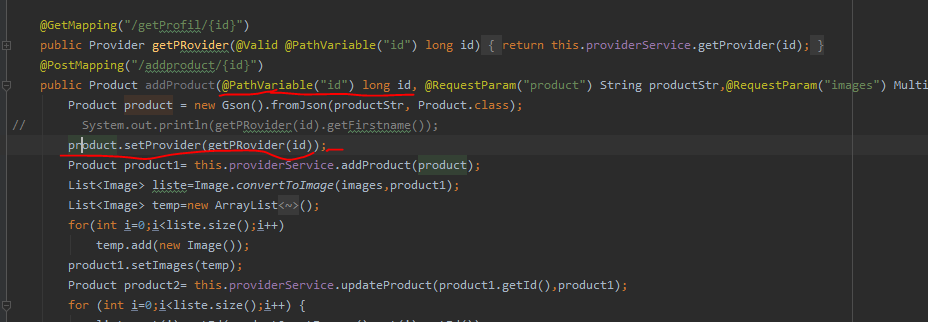 @GetMapping("/getProfil/{id}")
public Provider getPRovider(@Valid @PathVariable("id") long id) { return this.providerService.getProvider(id); }
@PostMapping("/addproduct/{id}")
public Product addProduct(@PathVariable("id") long id, @RequestParam("product") String productStr,@RequestParam("images") Multi
Product product = new Gson().fromJson(productStr, Product.class);
// System.out.println(getPRovider(id).getFirstname());
product.setProvider(getPRovider(id));
Product product1= this.providerService.addProduct(product);
List<Image> liste=Image.convertToImage(images,product1);
List<Image> temp=new ArrayList<~>();
for(int i=0;i<liste.size();i++)
temp.add(new Image());
product1.setImages(temp);
Product product2= this.providerService.updateProduct(product1.getId(),product1);
for (int i=0;i<liste.size();i++) {